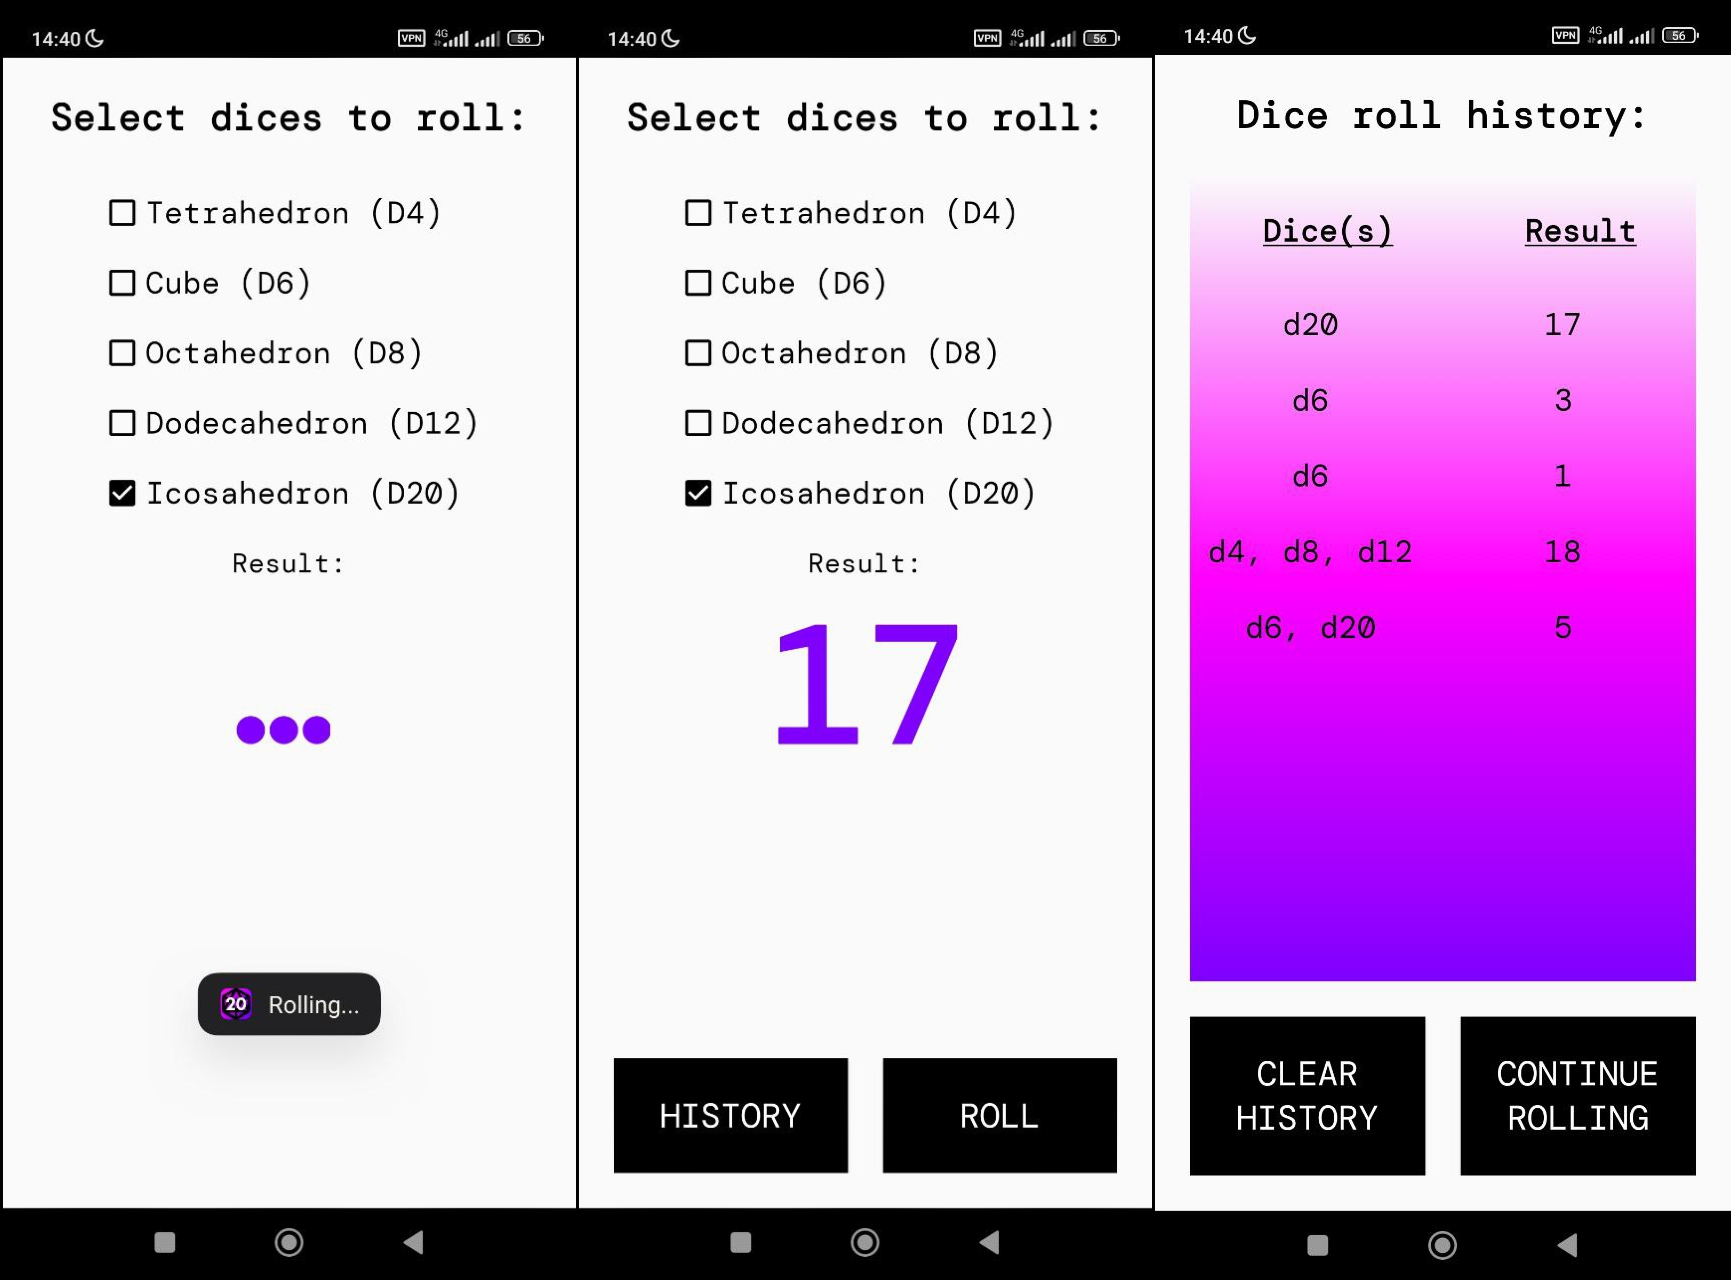 14:40 VPN 4G 56
Select dices to roll:
Tetrahedron (D4)
Cube (D6)
Octahedron (D8)
Dodecahedron (D12)
Icosahedron (D20)
Result:
20 Rolling...
14:40 VPN 4G 56
Select dices to roll:
Tetrahedron (D4)
Cube (D6)
Octahedron (D8)
Dodecahedron (D12)
Icosahedron (D20)
Result:
17
HISTORY ROLL
14:40 VPN 4G 56
Dice roll history:
Dice(s) Result
d20 17
d6 3
d6 1
d4, d8, d12 18
d6, d20 5
CLEAR
HISTORY
CONTINUE
ROLLING